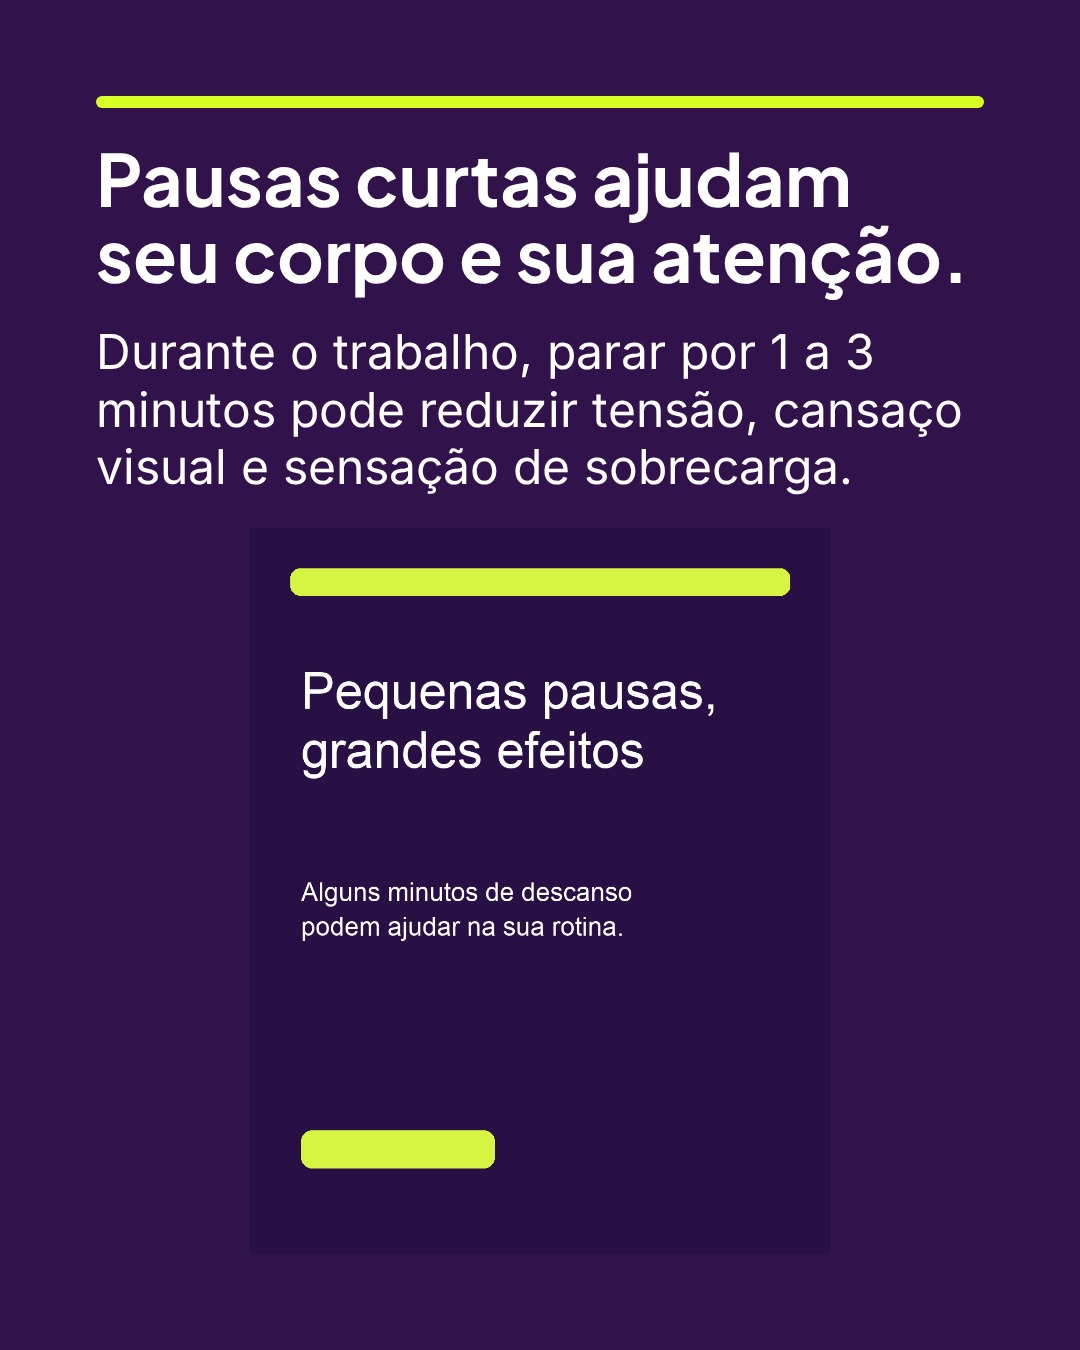 Pausas curtas ajudam
seu corpo e sua atenção.
Durante o trabalho, parar por 1 a 3
minutos pode reduzir tensão, cansaço
visual e sensação de sobrecarga.
Pequenas pausas,
grandes efeitos
Alguns minutos de descanso
podem ajudar na sua rotina.